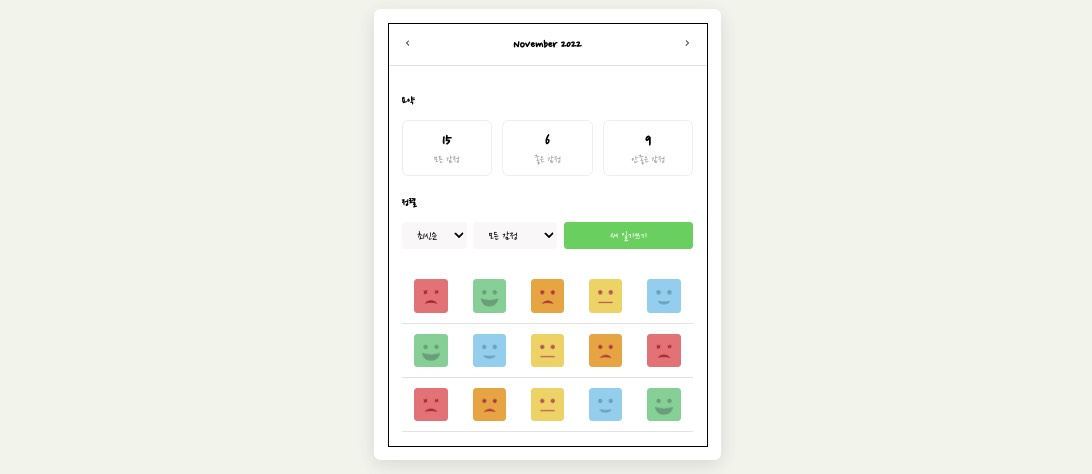 November 2022
요약
15
모든 감정
6
좋은 감정
9
안좋은 감정
정렬
최신순
모든 감정
새 일기쓰기